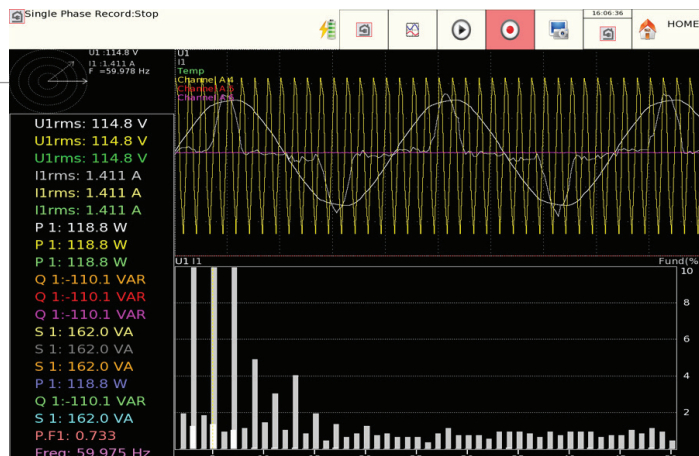 Single Phase Record:Stop
16:06:36
HOME
U1:114.8 V
I1 :1.411 A
F =59.978 Hz
U1
I1
Temp
Channel A 4
U1rms: 114.8 V
U1rms: 114.8 V
U1rms: 114.8 V
I1rms: 1.411 A
I1rms: 1.411 A
I1rms: 1.411 A
P 1: 118.8 W
P 1: 118.8 W
P 1: 118.8 W
Q 1:-110.1 VAR
Q 1:-110.1 VAR
Q 1:-110.1 VAR
S 1: 162.0 VA
S 1: 162.0 VA
S 1: 162.0 VA
P 1: 118.8 W
Q 1:-110.1 VAR
S 1: 162.0 VA
P.F1: 0.733
Freq: 59.975 Hz
U1 I1
Fund(%
10
8
6
4
2